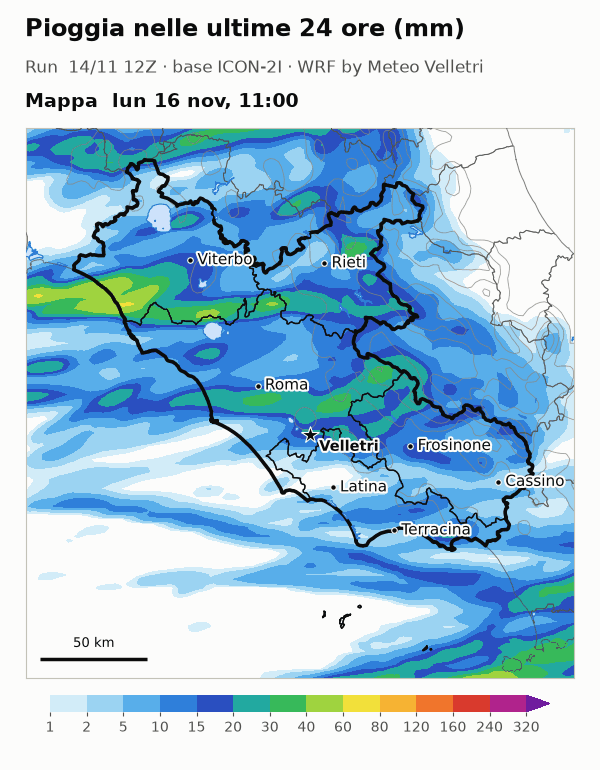 Pioggia nelle ultime 24 ore (mm)
Run 14/11 12Z · base ICON-2I · WRF by Meteo Velletri
Mappa lun 16 nov, 11:00
Viterbo
Rieti
Roma
Velletri
Frosinone
Cassino
Latina
Terracina
50 km
1 2 5 10 15 20 30 40 60 80 120 160 240 320